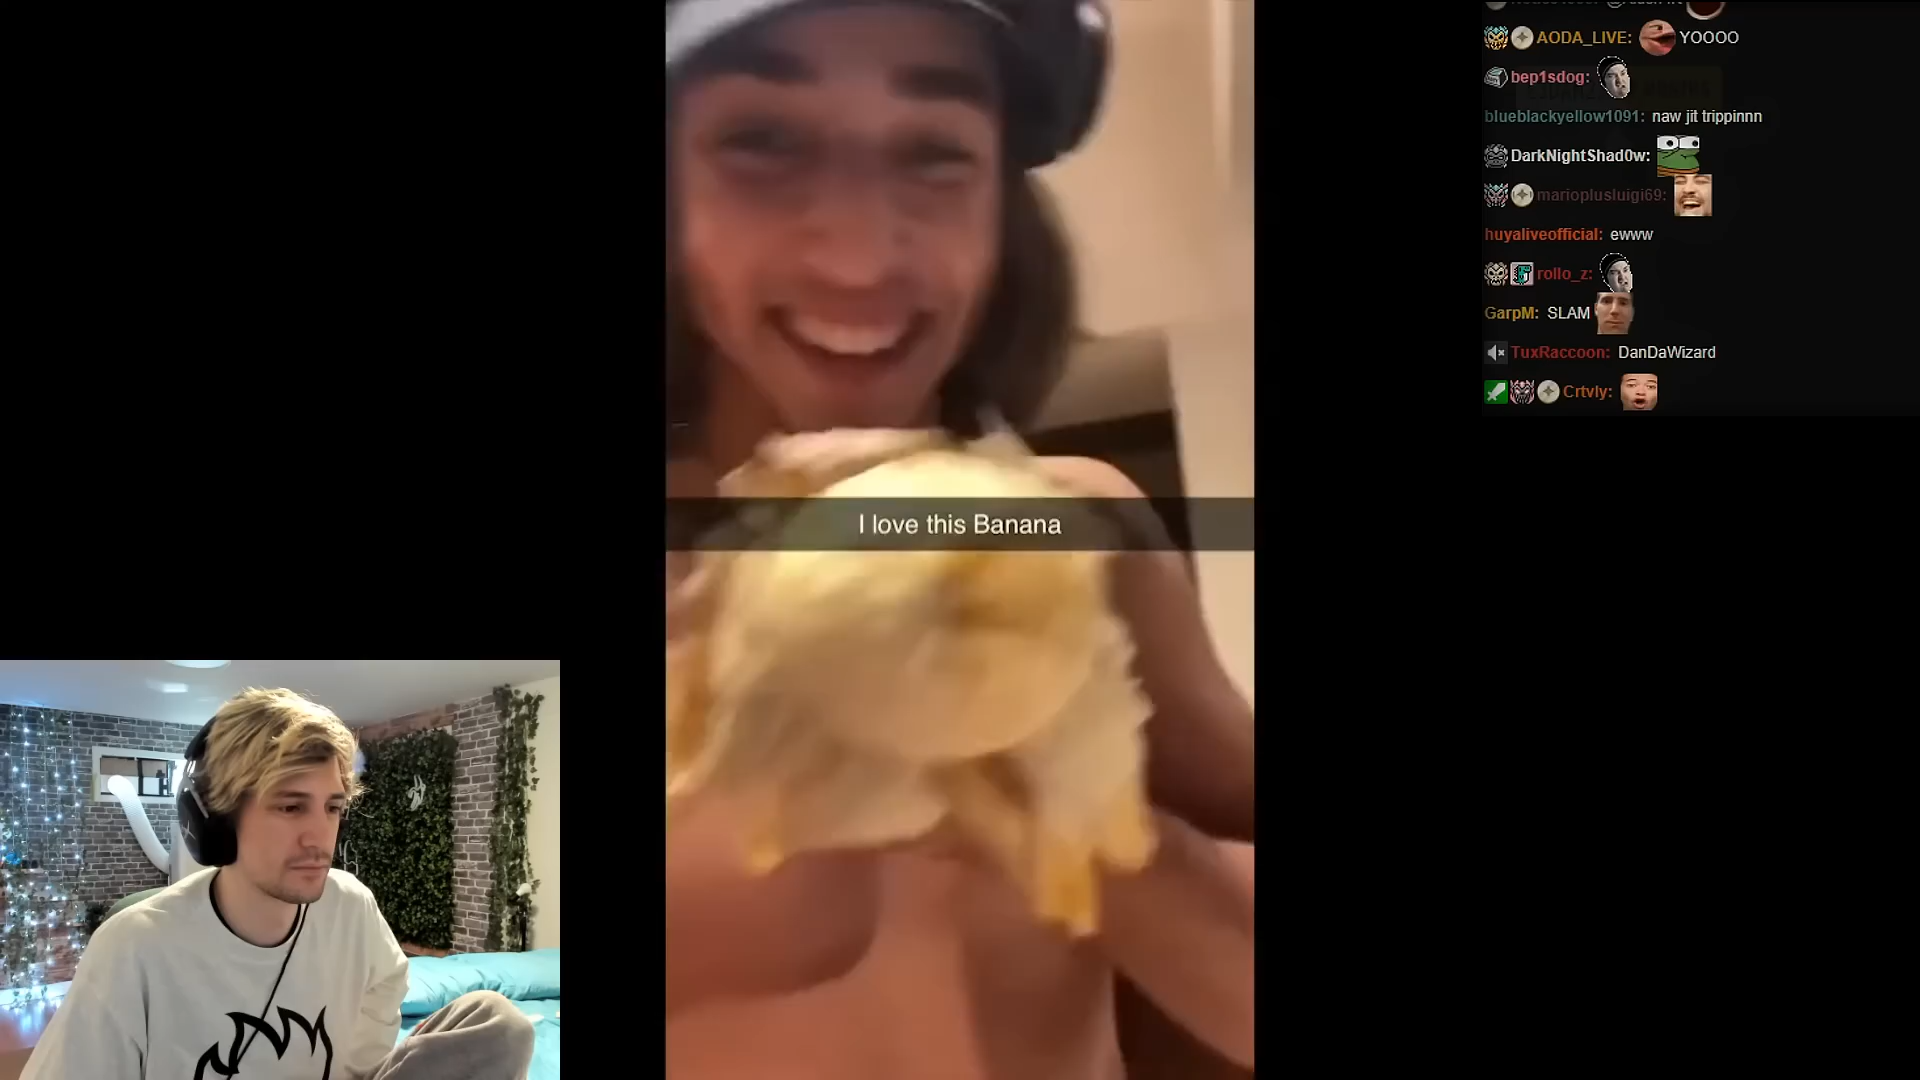 AODA_LIVE: YOOOO
bep1sdog:
blueblackyellow1091: naw jit trippinnn
DarkNightShad0w:
marioplusluigi69:
huyaliveofficial: ewww
rollo_z:
GarpM: SLAM
TuxRaccoon: DanDaWizard
Crtvly:
I love this Banana